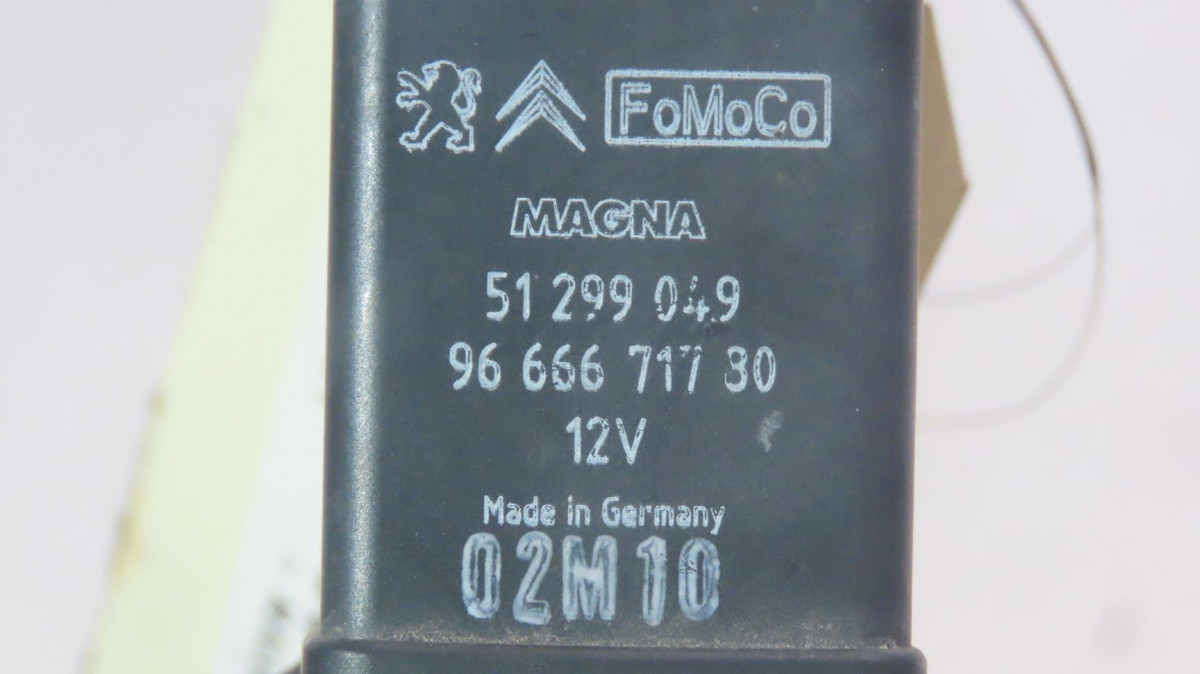 FoMoCo
MAGNA
51 299 049
96 666 717 80
12V
Made in Germany
02M10